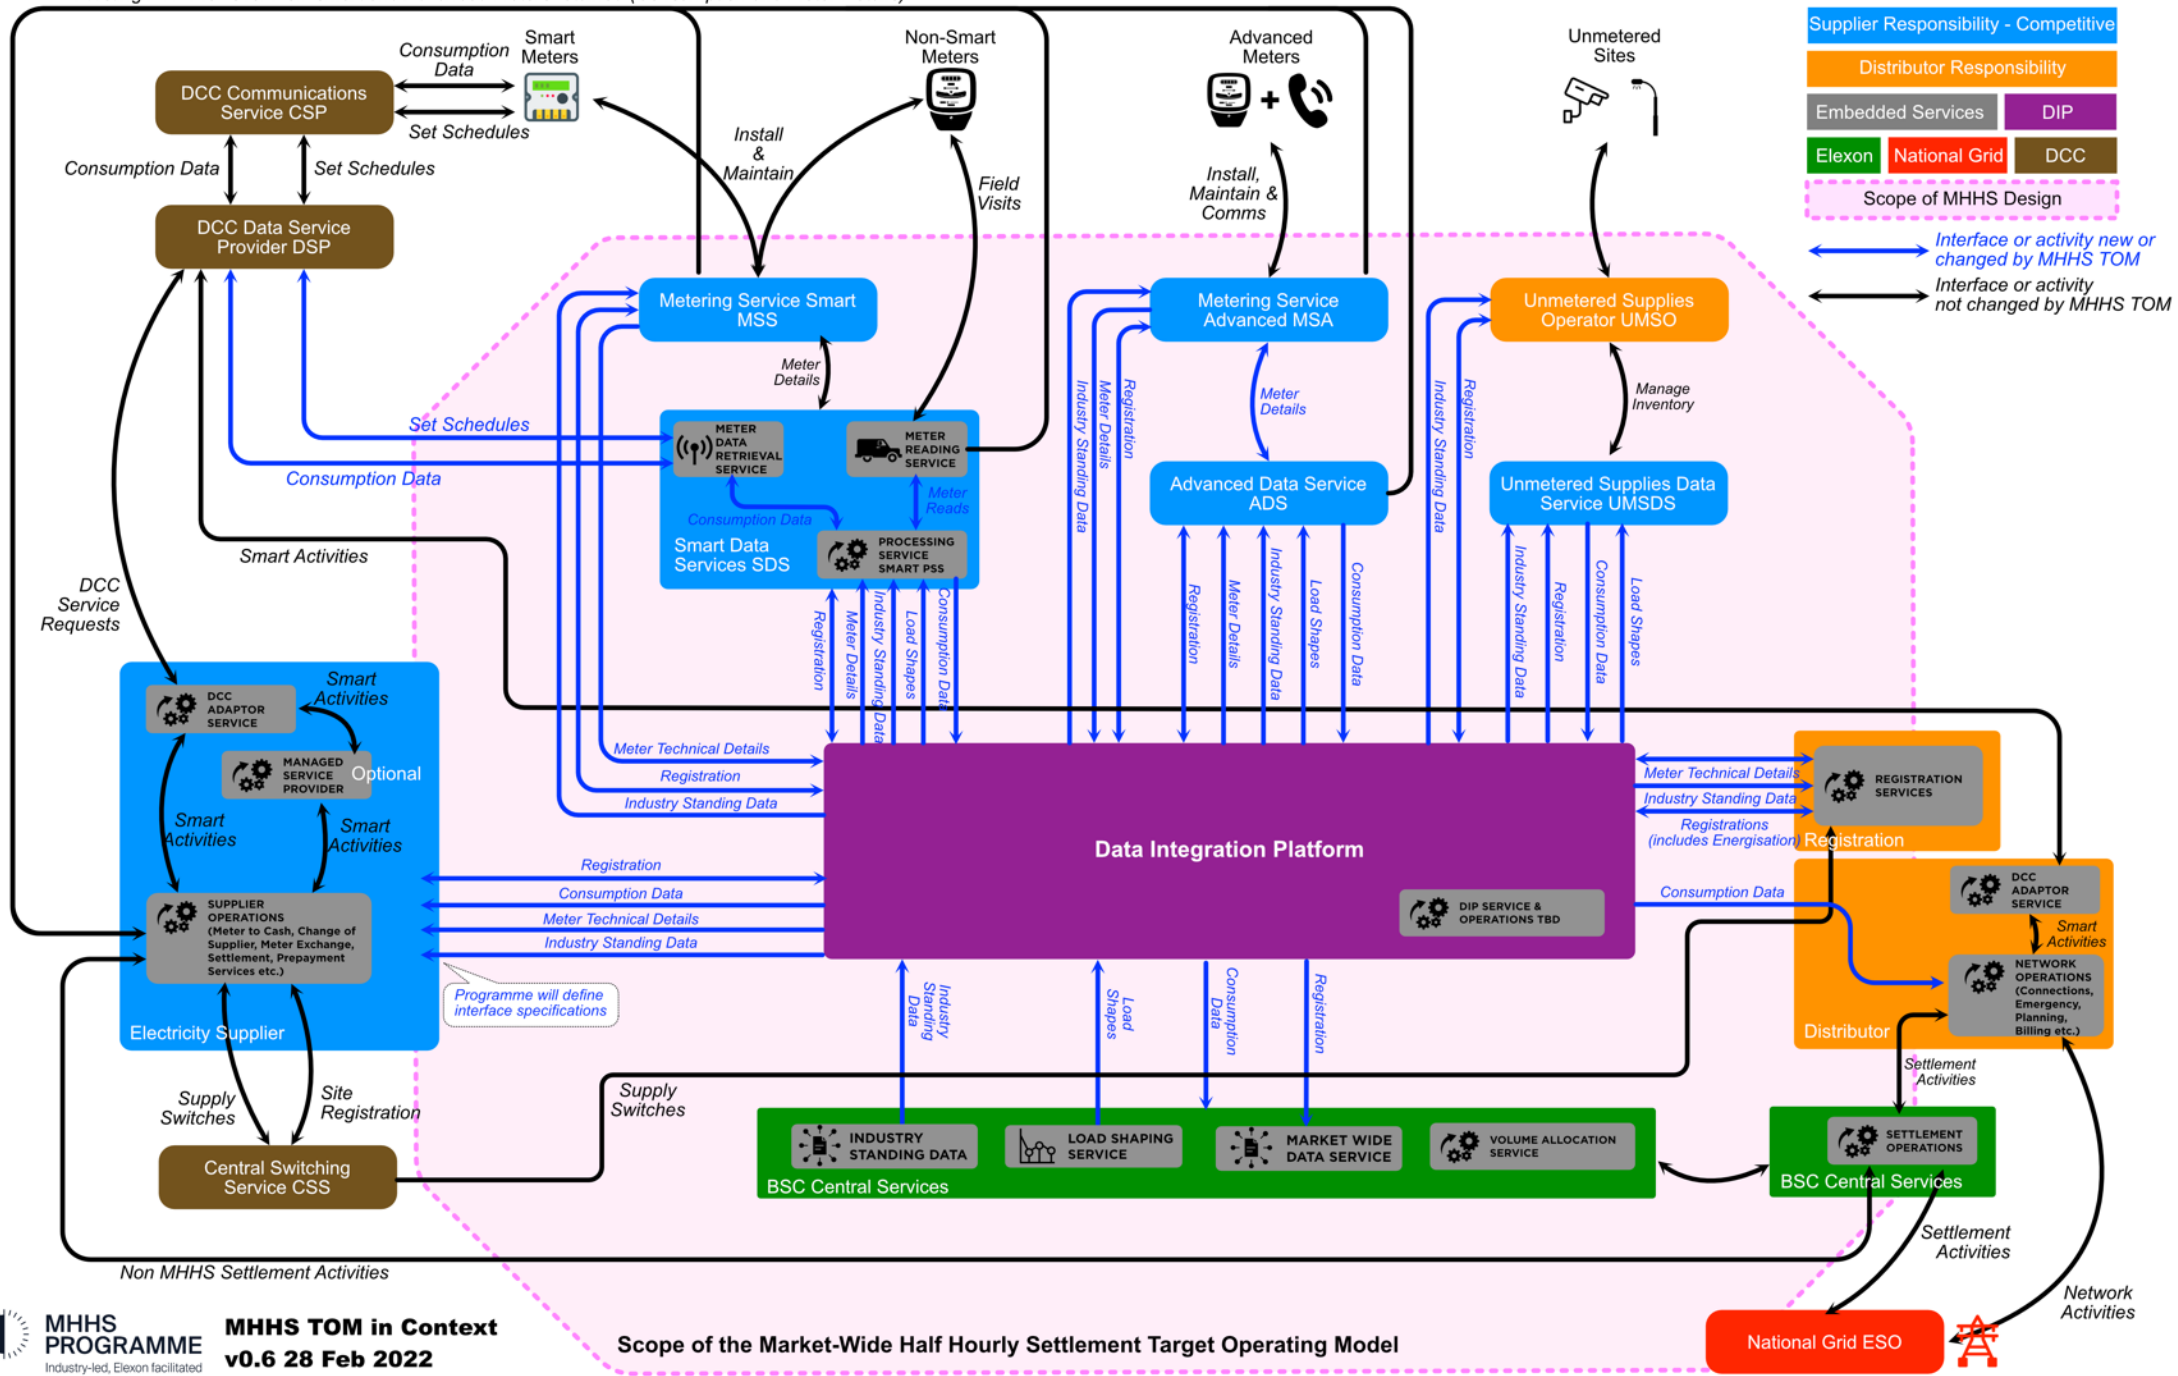 Smart
Meters
Non-Smart
Meters
Advanced
Meters
Unmetered
Sites
Supplier Responsibility - Competitive
Distributor Responsibility
Embedded Services
DIP
Elexon
National Grid
DCC
Scope of MHHS Design
Interface or activity new or
changed by MHHS TOM
Interface or activity
not changed by MHHS TOM
Consumption
Data
Set Schedules
DCC Communications
Service CSP
Consumption Data
Set Schedules
DCC Data Service
Provider DSP
Install
&
Maintain
Field
Visits
Install,
Maintain &
Comms
Metering Service Smart
MSS
Metering Service
Advanced MSA
Unmetered Supplies
Operator UMSO
Meter
Details
Meter
Details
Manage
Inventory
Industry Standing Data
Meter Details
Registration
Industry Standing Data
Registration
Set Schedules
Consumption Data
METER
DATA
RETRIEVAL
SERVICE
METER
READING
SERVICE
Meter
Reads
Consumption Data
Smart Data
Services SDS
PROCESSING
SERVICE
SMART PSS
Advanced Data Service
ADS
Unmetered Supplies Data
Service UMSDS
Smart Activities
DCC
Service
Requests
Registration
Meter Details
Industry Standing Data
Load Shapes
Consumption Data
Registration
Meter Details
Industry Standing Data
Load Shapes
Consumption Data
Industry Standing Data
Registration
Consumption Data
Load Shapes
DCC
ADAPTOR
SERVICE
Smart
Activities
MANAGED
SERVICE
PROVIDER
Optional
Smart
Activities
Smart
Activities
SUPPLIER
OPERATIONS
(Meter to Cash, Change of
Supplier, Meter Exchange,
Settlement, Prepayment
Services etc.)
Electricity Supplier
Meter Technical Details
Registration
Industry Standing Data
Registration
Consumption Data
Meter Technical Details
Industry Standing Data
Programme will define
interface specifications
Data Integration Platform
DIP SERVICE &
OPERATIONS TBD
Meter Technical Details
Industry Standing Data
Registrations
(includes Energisation)
REGISTRATION
SERVICES
Registration
Consumption Data
DCC
ADAPTOR
SERVICE
Smart
Activities
NETWORK
OPERATIONS
(Connections,
Emergency,
Planning,
Billing etc.)
Distributor
Industry
Standing
Data
Load
Shapes
Consumption
Data
Registration
Settlement
Activities
Supply
Switches
Site
Registration
Supply
Switches
Central Switching
Service CSS
INDUSTRY
STANDING DATA
LOAD SHAPING
SERVICE
MARKET WIDE
DATA SERVICE
VOLUME ALLOCATION
SERVICE
BSC Central Services
SETTLEMENT
OPERATIONS
BSC Central Services
Settlement
Activities
Non MHHS Settlement Activities
Network
Activities
MHHS
PROGRAMME
Industry-led, Elexon facilitated
MHHS TOM in Context
v0.6 28 Feb 2022
Scope of the Market-Wide Half Hourly Settlement Target Operating Model
National Grid ESO